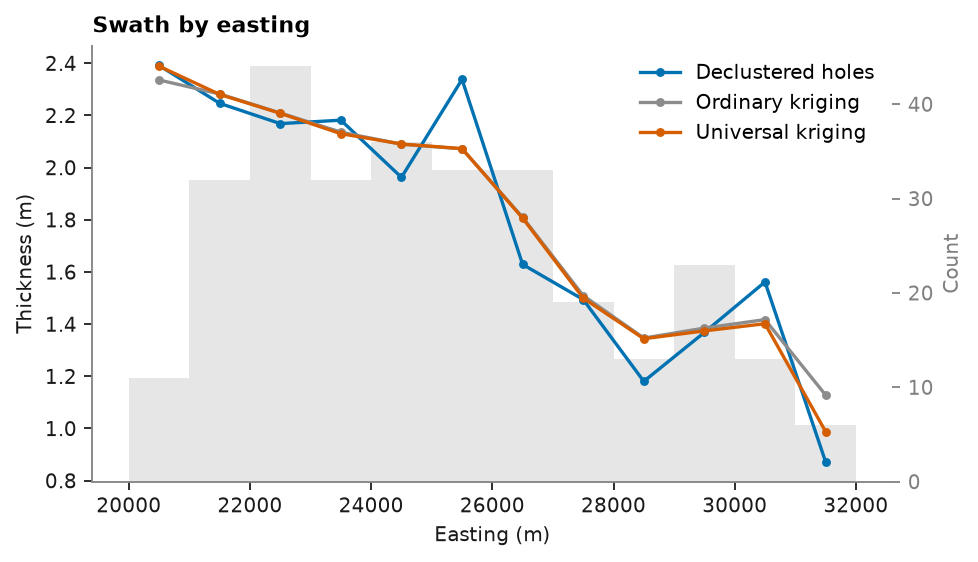 Swath by easting
2.4
2.2
2.0
1.8
1.6
1.4
1.2
1.0
0.8
Thickness (m)
Declustered holes
Ordinary kriging
Universal kriging
40
30
20
10
0
Count
20000 22000 24000 26000 28000 30000 32000
Easting (m)